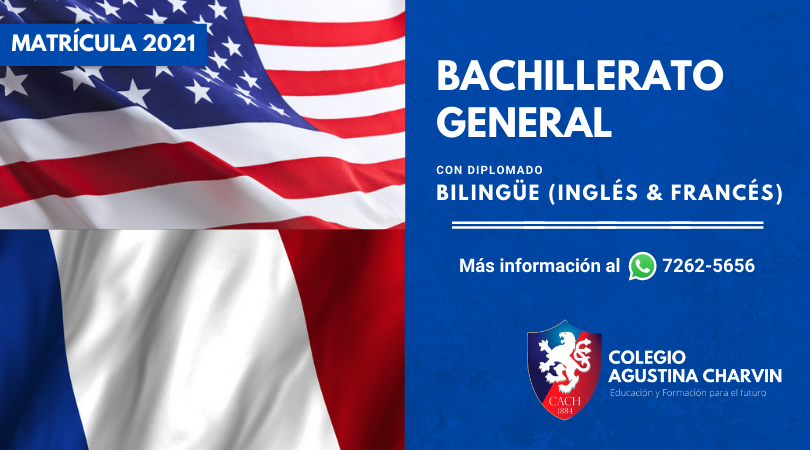 MATRÍCULA 2021
BACHILLERATO
GENERAL
CON DIPLOMADO
BILINGÜE (INGLÉS & FRANCÉS)
Más información al 7262-5656
COLEGIO
AGUSTINA CHARVIN
Educación y Formación para el futuro
CACH
1884